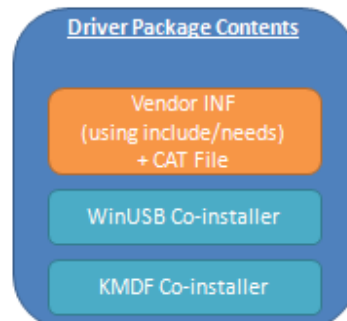 Driver Package Contents
Vendor INF
(using include/needs)
+ CAT File
WinUSB Co-installer
KMDF Co-installer